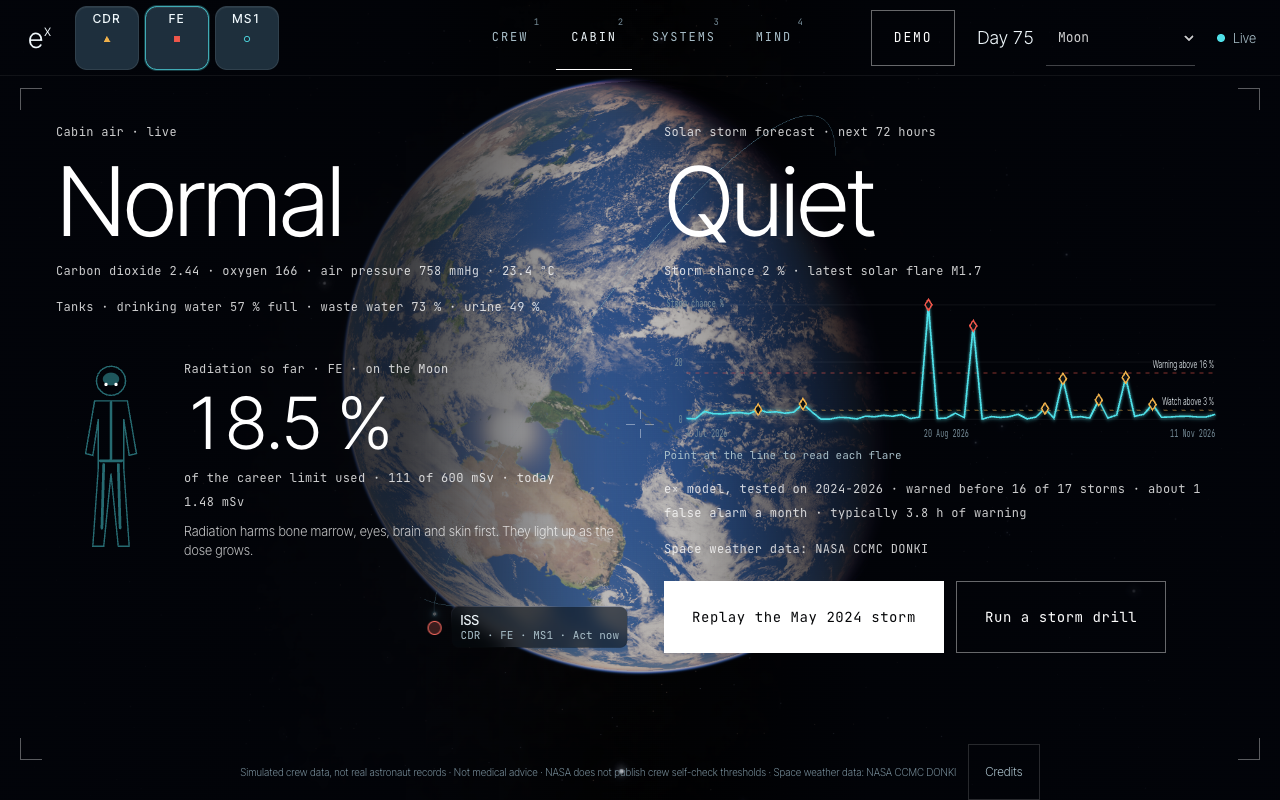 eˣ
CDR
FE
MS1
CREW 1
CABIN 2
SYSTEMS 3
MIND 4
DEMO
Day 75
Moon
Live
Cabin air · live
Normal
Carbon dioxide 2.44 · oxygen 166 · air pressure 758 mmHg · 23.4 °C
Tanks · drinking water 57 % full · waste water 73 % · urine 49 %
Radiation so far · FE · on the Moon
18.5 %
of the career limit used · 111 of 600 mSv · today
1.48 mSv
Radiation harms bone marrow, eyes, brain and skin first. They light up as the
dose grows.
ISS
CDR · FE · MS1 · Act now
Solar storm forecast · next 72 hours
Quiet
Storm chance 2 % · latest solar flare M1.7
Storm chance %
20
Warning above 16 %
Watch above 3 %
0
Jul 2026
20 Aug 2026
11 Nov 2026
Point at the line to read each flare
eˣ model, tested on 2024-2026 · warned before 16 of 17 storms · about 1
false alarm a month · typically 3.8 h of warning
Space weather data: NASA CCMC DONKI
Replay the May 2024 storm
Run a storm drill
Simulated crew data, not real astronaut records · Not medical advice · NASA does not publish crew self-check thresholds · Space weather data: NASA CCMC DONKI
Credits